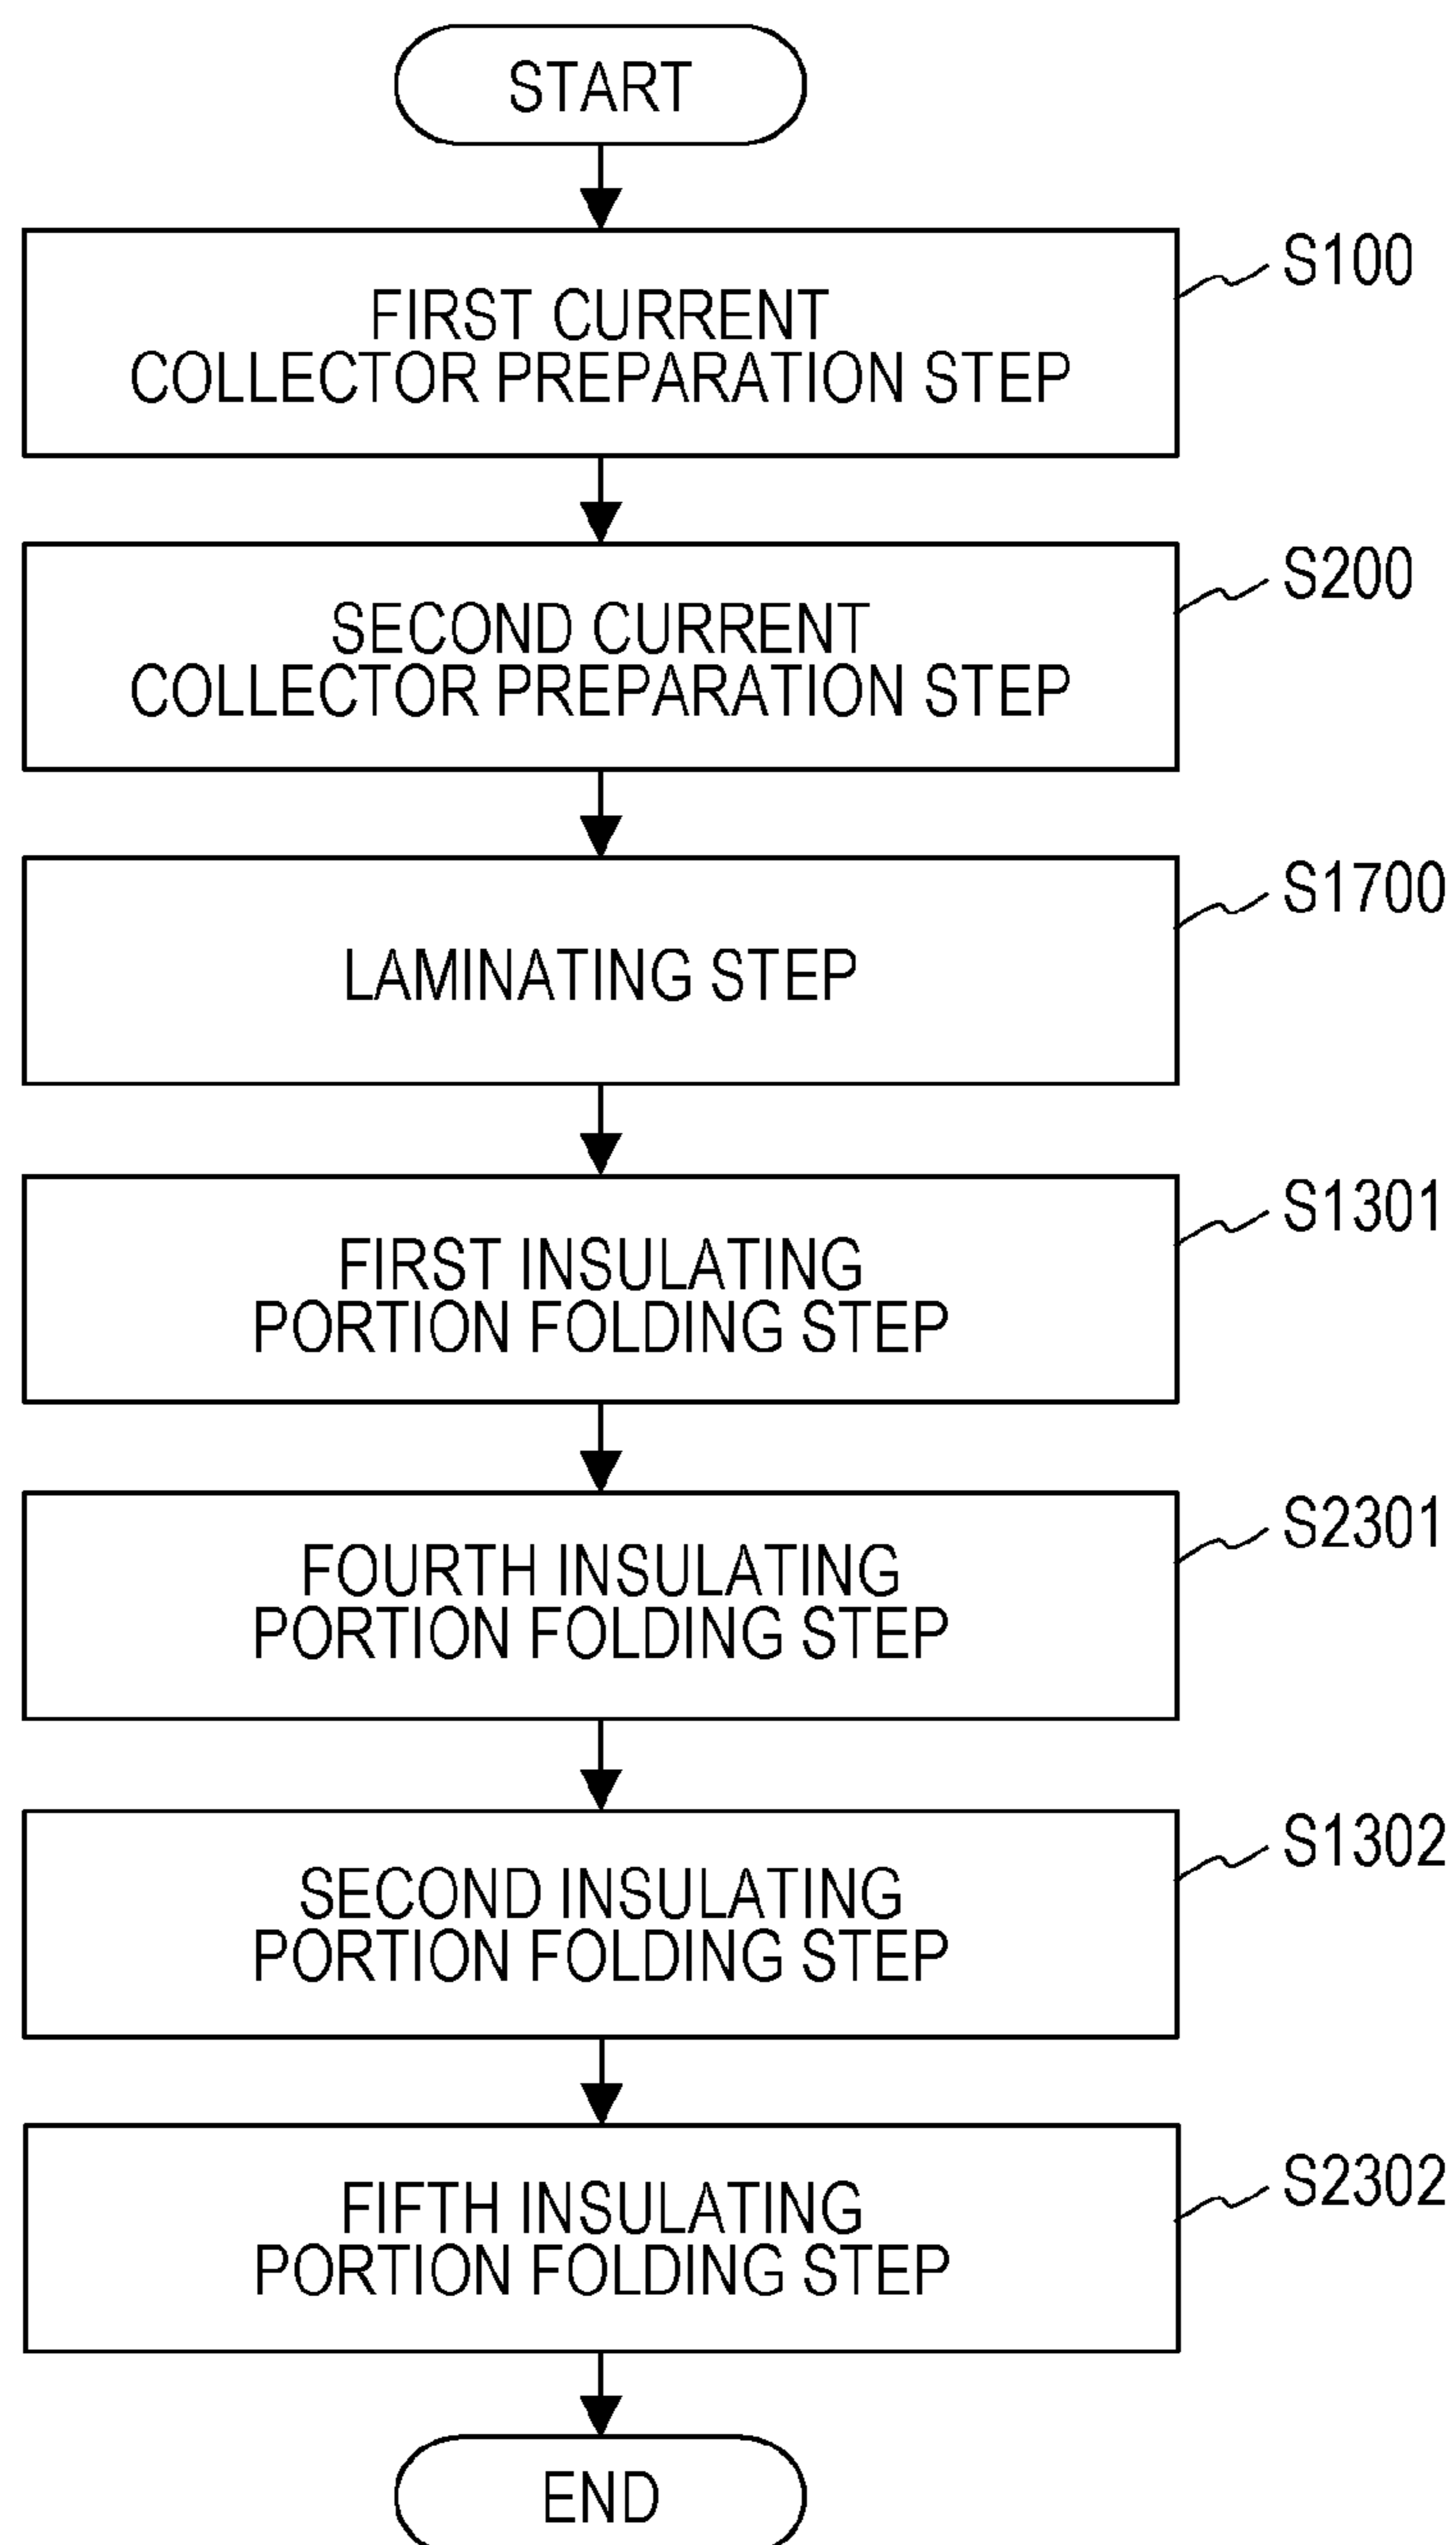 START
S100
FIRST CURRENT
COLLECTOR PREPARATION STEP
S200
SECOND CURRENT
COLLECTOR PREPARATION STEP
S1700
LAMINATING STEP
S1301
FIRST INSULATING
PORTION FOLDING STEP
S2301
FOURTH INSULATING
PORTION FOLDING STEP
S1302
SECOND INSULATING
PORTION FOLDING STEP
S2302
FIFTH INSULATING
PORTION FOLDING STEP
END